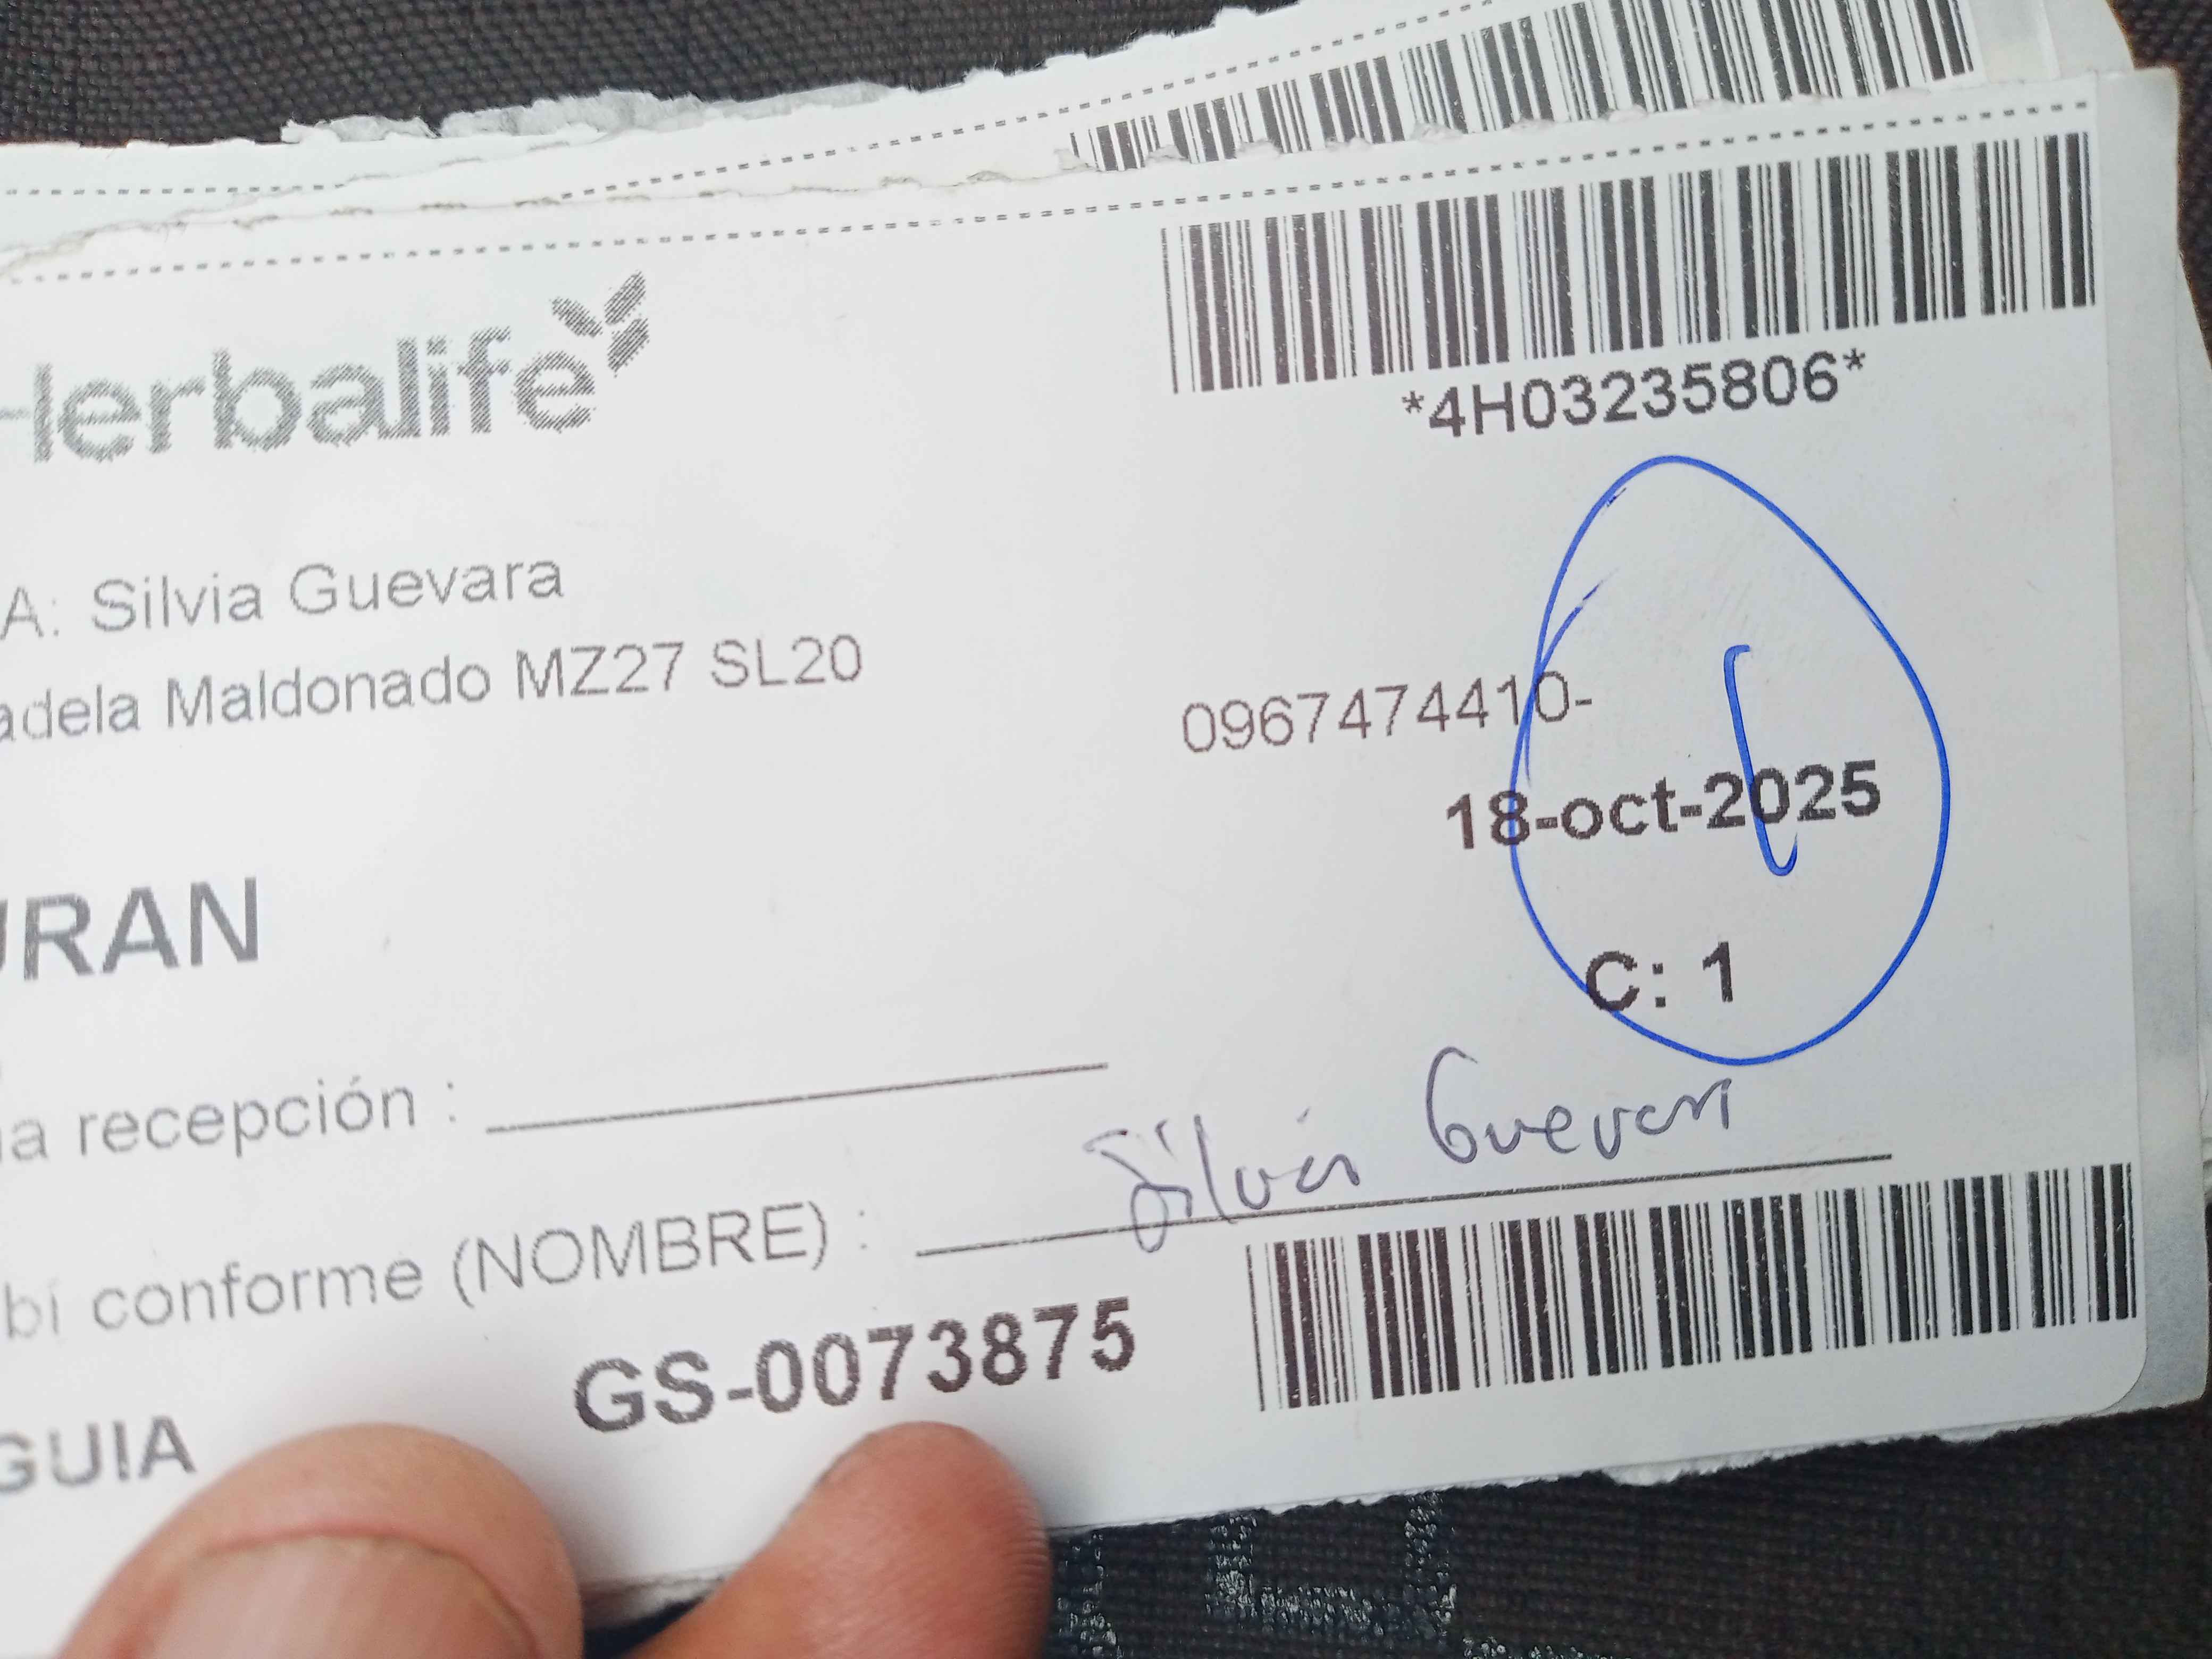 *4H03235806*
Herbalife
A: Silvia Guevara
adela Maldonado MZ27 SL20
0967474410-
18-oct-2025
URAN
C: 1
a recepción :
bí conforme (NOMBRE) : Silvia Guevara
GS-0073875
GUIA